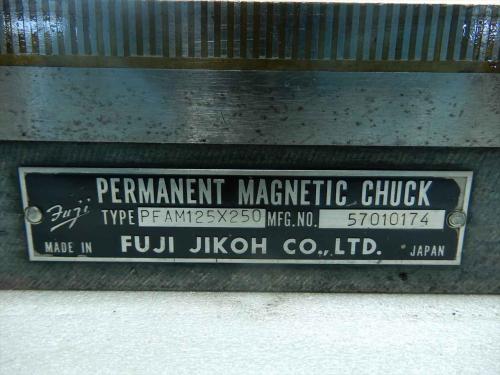 PERMANENT MAGNETIC CHUCK
Fuji TYPE PFAM125X250 MFG.NO. 57010174
MADE IN FUJI JIKOH CO.,LTD. JAPAN